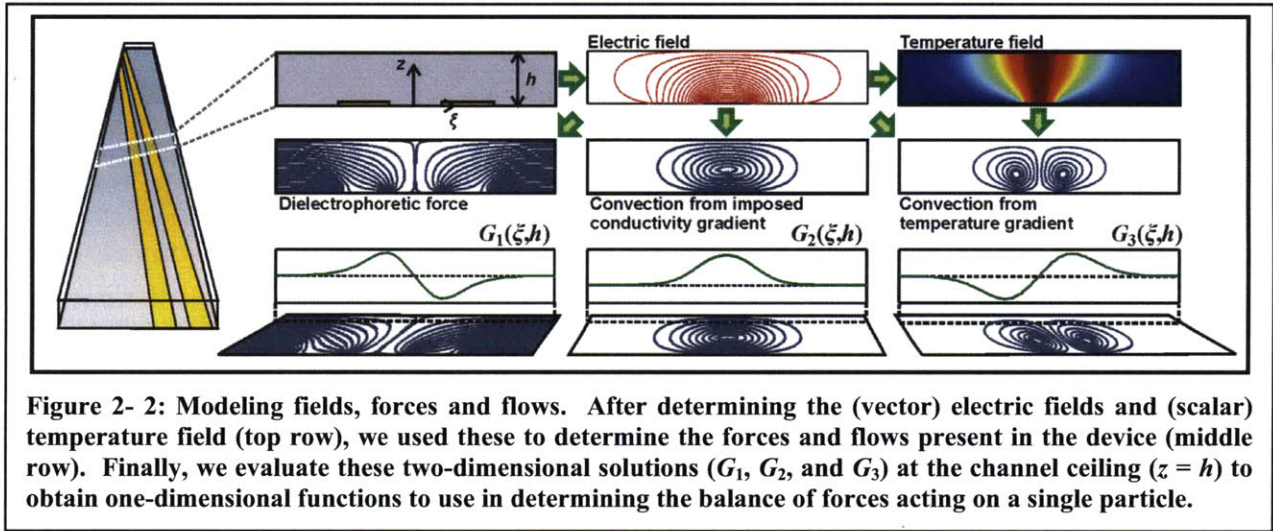 Electric field
Temperature field
z
h
ξ
Dielectrophoretic force
Convection from imposed
conductivity gradient
Convection from
temperature gradient
G₁(ξ,h)
G₂(ξ,h)
G₃(ξ,h)
Figure 2- 2: Modeling fields, forces and flows. After determining the (vector) electric fields and (scalar)
temperature field (top row), we used these to determine the forces and flows present in the device (middle
row). Finally, we evaluate these two-dimensional solutions (G₁, G₂, and G₃) at the channel ceiling (z = h) to
obtain one-dimensional functions to use in determining the balance of forces acting on a single particle.